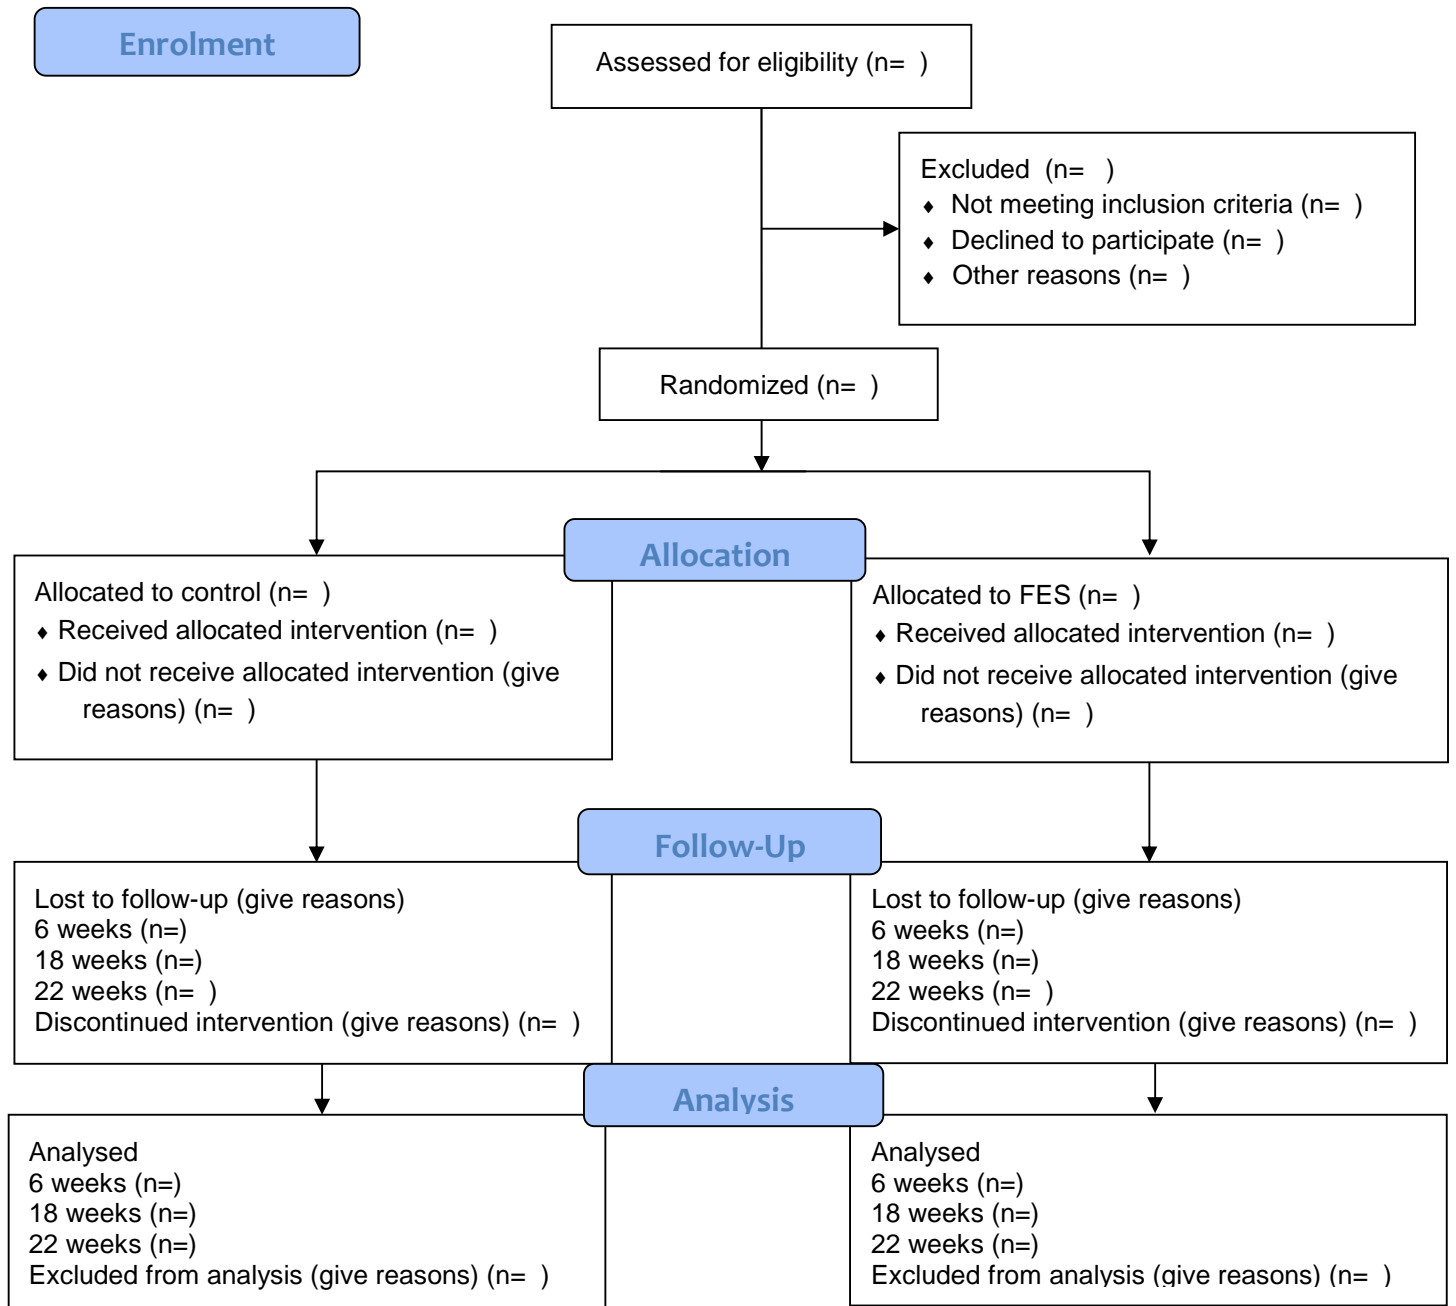 Enrolment
Assessed for eligibility (n=  )
Excluded  (n=   )
♦ Not meeting inclusion criteria (n=  )
♦ Declined to participate (n=  )
♦ Other reasons (n=  )
Randomized (n=  )
Allocation
Allocated to control (n=  )
♦ Received allocated intervention (n=  )
♦ Did not receive allocated intervention (give
reasons) (n=  )
Allocated to FES (n=  )
♦ Received allocated intervention (n=  )
♦ Did not receive allocated intervention (give
reasons) (n=  )
Follow-Up
Lost to follow-up (give reasons)
6 weeks (n=)
18 weeks (n=)
22 weeks (n=  )
Discontinued intervention (give reasons) (n=  )
Lost to follow-up (give reasons)
6 weeks (n=)
18 weeks (n=)
22 weeks (n=  )
Discontinued intervention (give reasons) (n=  )
Analysis
Analysed
6 weeks (n=)
18 weeks (n=)
22 weeks (n=)
Excluded from analysis (give reasons) (n=  )
Analysed
6 weeks (n=)
18 weeks (n=)
22 weeks (n=)
Excluded from analysis (give reasons) (n=  )